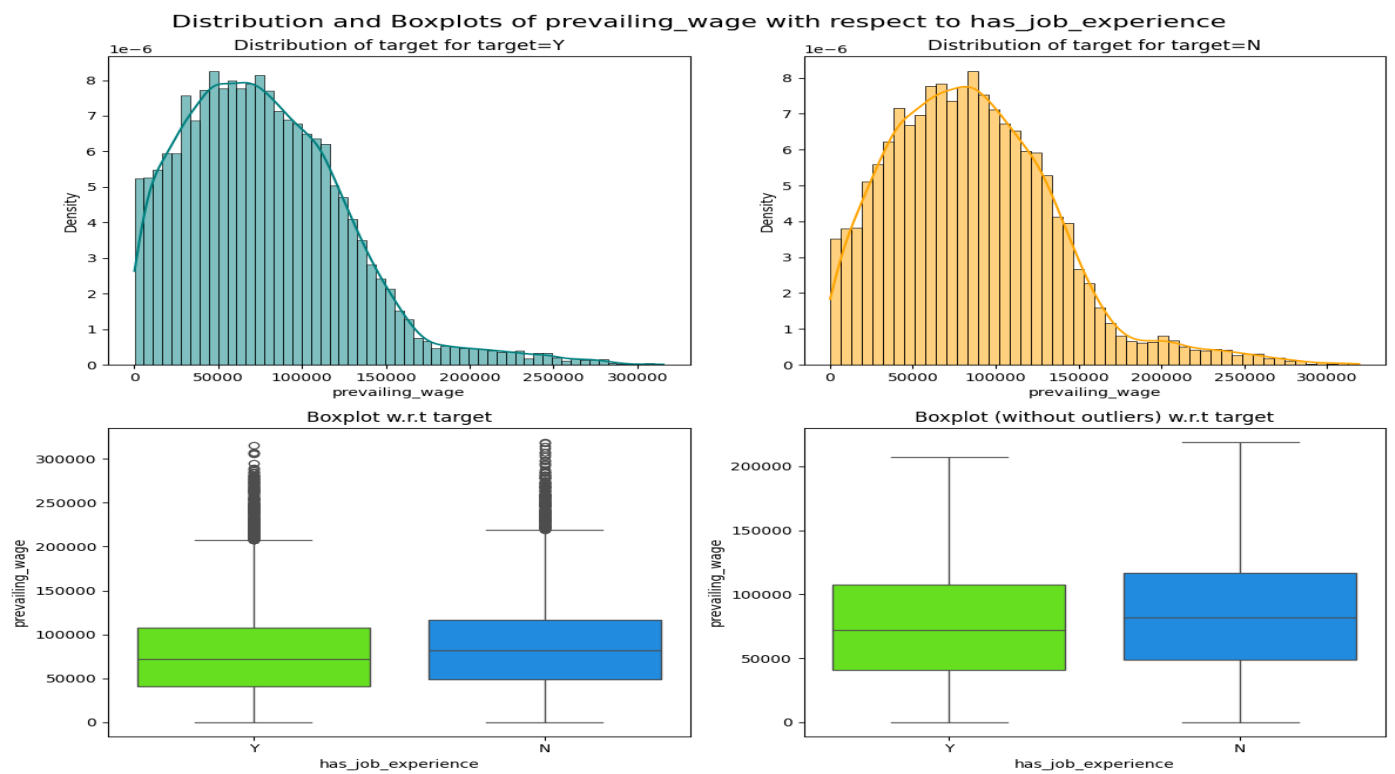 Distribution and Boxplots of prevailing_wage with respect to has_job_experience
Distribution of target for target=Y
1e−6
8
7
6
5
4
3
2
1
0
Density
0 50000 100000 150000 200000 250000 300000
prevailing_wage
Distribution of target for target=N
1e−6
8
7
6
5
4
3
2
1
0
Density
0 50000 100000 150000 200000 250000 300000
prevailing_wage
Boxplot w.r.t target
300000
250000
200000
150000
100000
50000
0
prevailing_wage
Y N
has_job_experience
Boxplot (without outliers) w.r.t target
200000
150000
100000
50000
0
prevailing_wage
Y N
has_job_experience